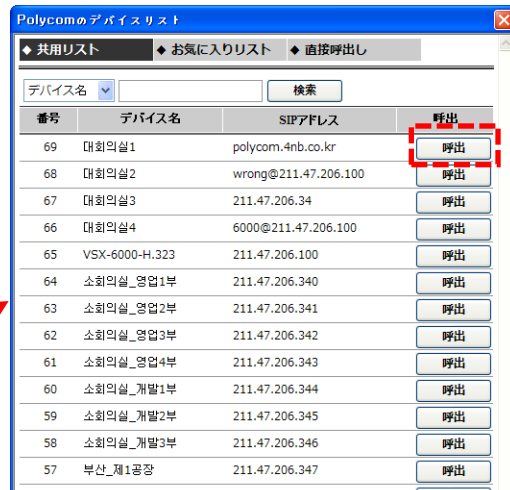 Polycomのデバイスリスト
◆ 共用リスト ◆ お気に入りリスト ◆ 直接呼出し
デバイス名 検索
番号 デバイス名 SIPアドレス 呼出
69 대회의실1 polycom.4nb.co.kr 呼出
68 대회의실2 wrong@211.47.206.100 呼出
67 대회의실3 211.47.206.34 呼出
66 대회의실4 6000@211.47.206.100 呼出
65 VSX-6000-H.323 211.47.206.100 呼出
64 소회의실_영업1부 211.47.206.340 呼出
63 소회의실_영업2부 211.47.206.341 呼出
62 소회의실_영업3부 211.47.206.342 呼出
61 소회의실_영업4부 211.47.206.343 呼出
60 소회의실_개발1부 211.47.206.344 呼出
59 소회의실_개발2부 211.47.206.345 呼出
58 소회의실_개발3부 211.47.206.346 呼出
57 부산_제1공장 211.47.206.347 呼出